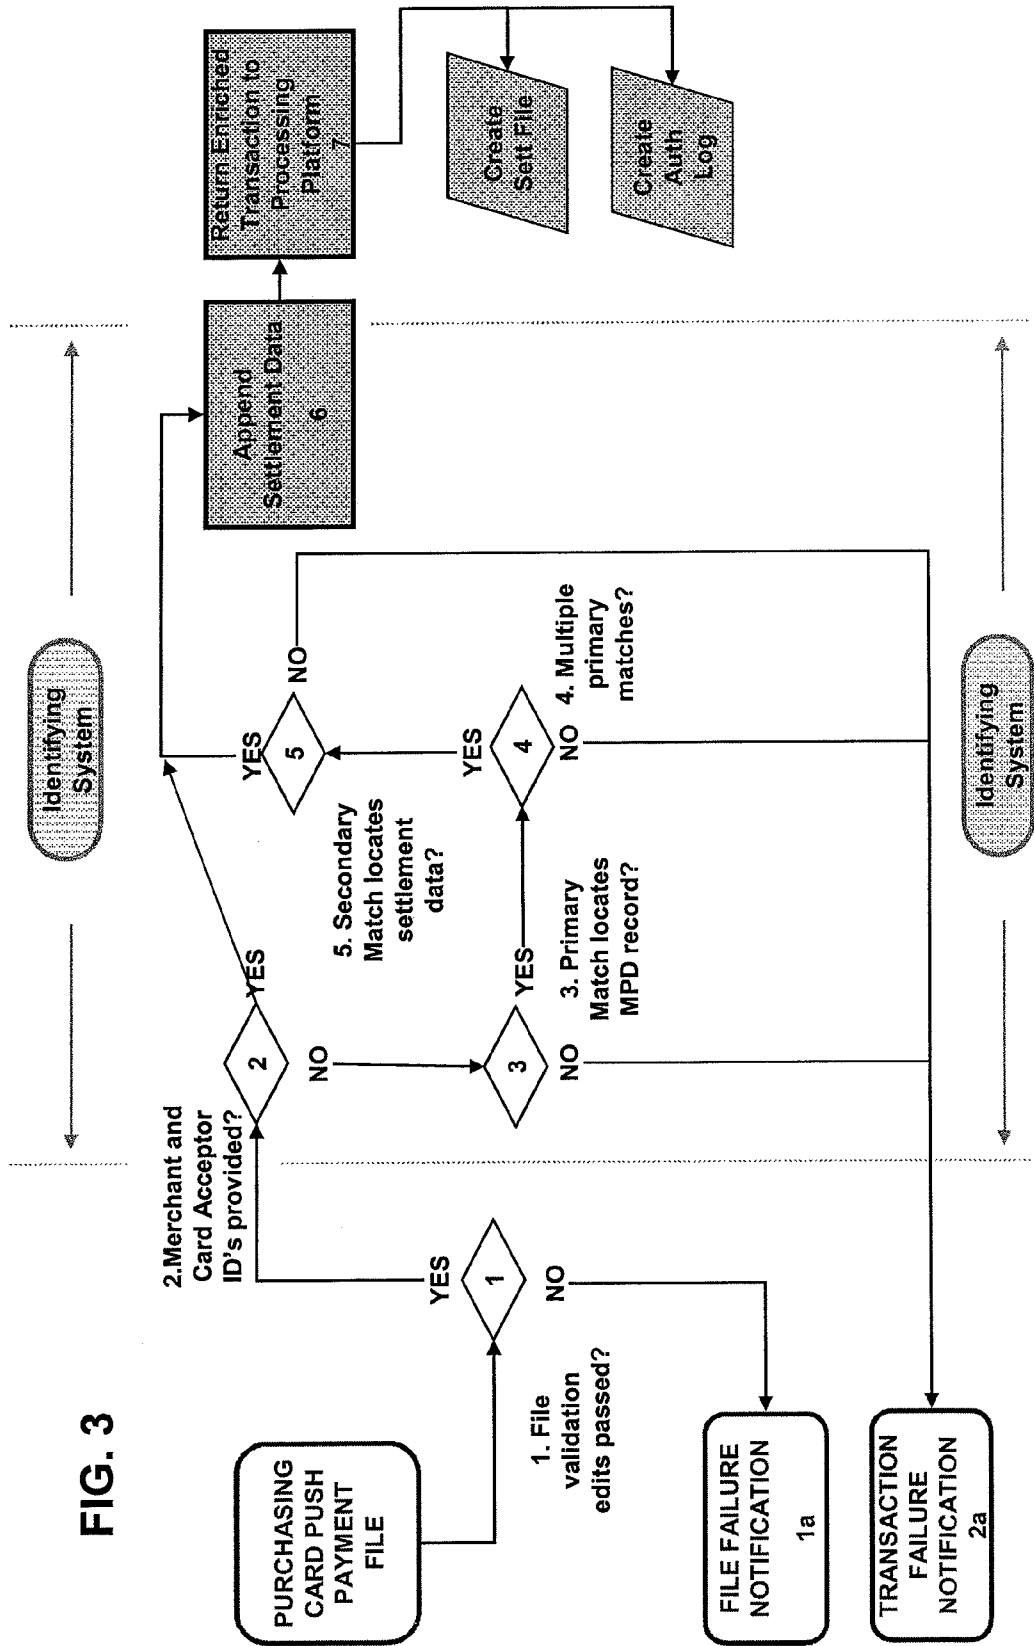 FIG. 3
PURCHASING
CARD PUSH
PAYMENT
FILE
1. File
validation
edits passed?
1
YES
NO
FILE FAILURE
NOTIFICATION
1a
TRANSACTION
FAILURE
NOTIFICATION
2a
2.Merchant and
Card Acceptor
ID's provided?
2
YES
NO
3
YES
NO
3. Primary
Match locates
MPD record?
4
YES
NO
4. Multiple
primary
matches?
5. Secondary
Match locates
settlement
data?
5
YES
NO
Identifying
System
Identifying
System
Append
Settlement Data
6
Return Enriched
Transaction to
Processing
Platform
7
Create
Sett File
Create
Auth
Log